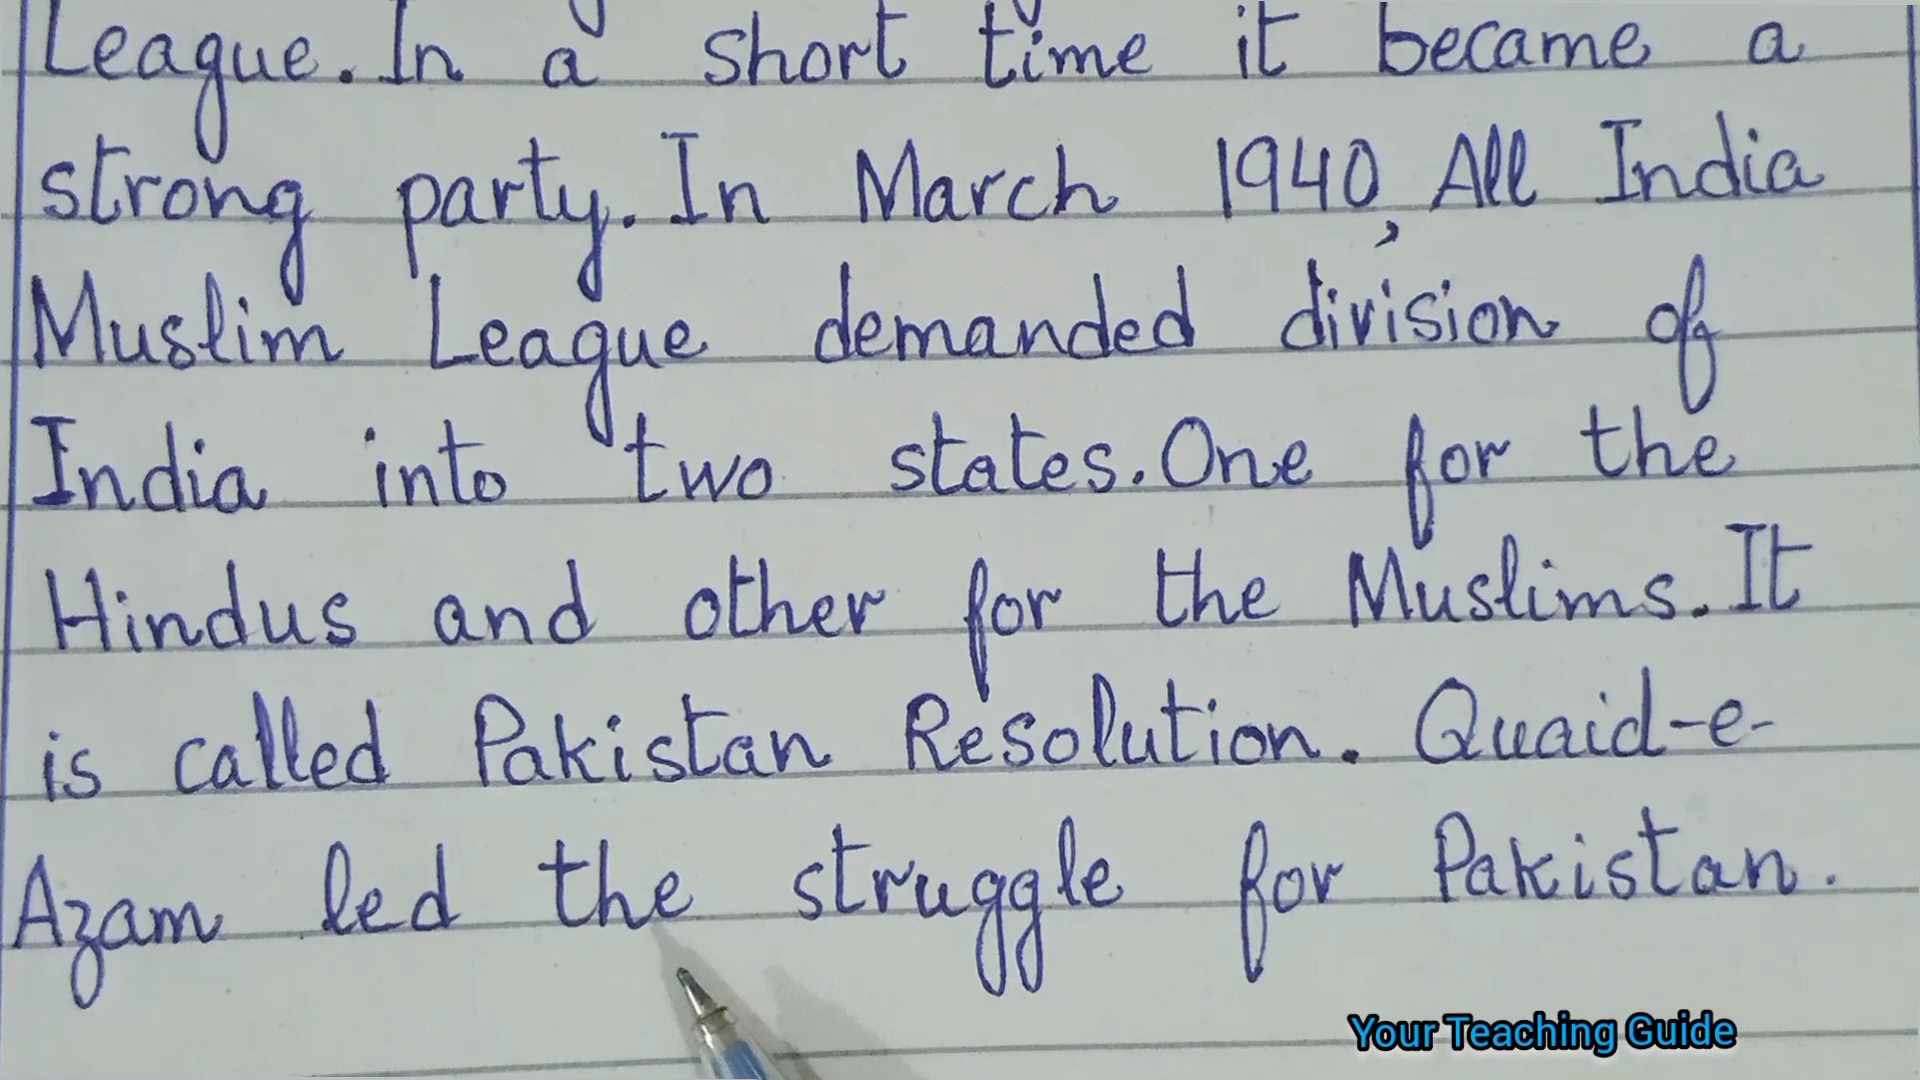 League. In a short time it became a
strong party. In March 1940, All India
Muslim League demanded division of
India into two states. One for the
Hindus and other for the Muslims. It
is called Pakistan Resolution. Quaid-e-
Azam led the struggle for Pakistan.
Your Teaching Guide